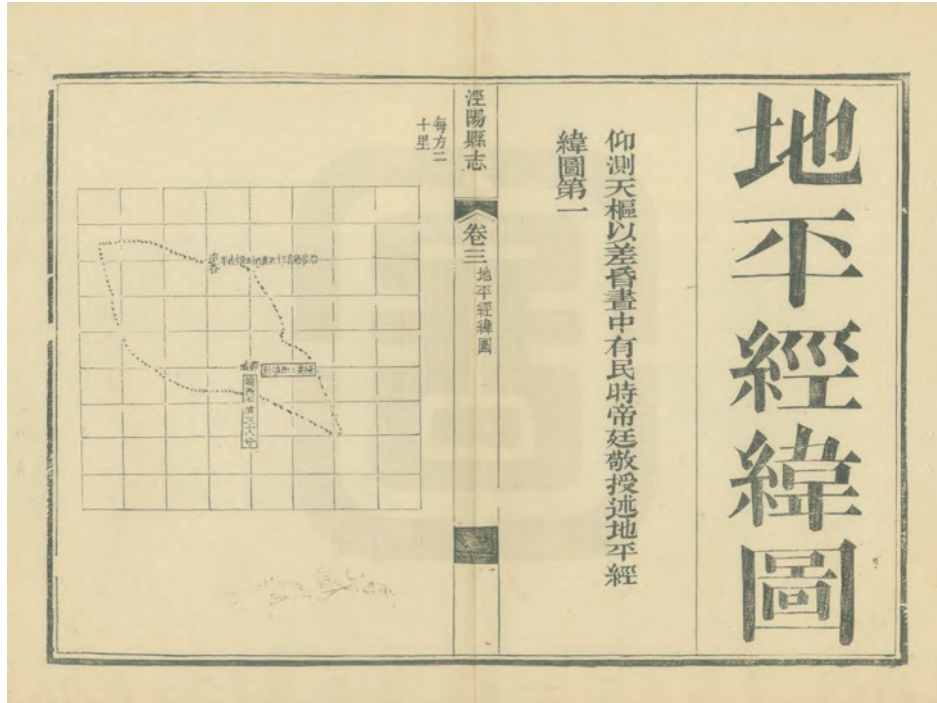 地平經緯圖
仰測天樞以差昏晝中有民時帝廷敬授述地平經
緯圖第一
涇陽縣志
卷三
地平經緯圖
每方二
十里